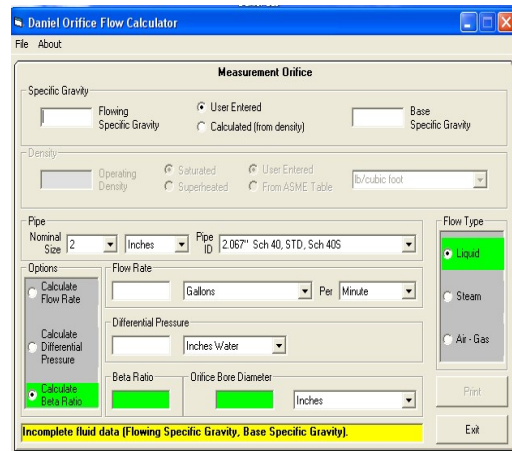 Daniel Orifice Flow Calculator
File About
Measurement Orifice
Specific Gravity
Flowing
Specific Gravity
User Entered
Calculated (from density)
Base
Specific Gravity
Density
Operating
Density
Saturated
Superheated
User Entered
From ASME Table
lb/cubic foot
Pipe
Nominal
Size
2
Inches
Pipe
ID
2.067" Sch 40, STD, Sch 40S
Flow Type
Liquid
Steam
Air - Gas
Options
Calculate
Flow Rate
Calculate
Differential
Pressure
Calculate
Beta Ratio
Flow Rate
Gallons
Per
Minute
Differential Pressure
Inches Water
Beta Ratio
Orifice Bore Diameter
Inches
Print
Exit
Incomplete fluid data (Flowing Specific Gravity, Base Specific Gravity).